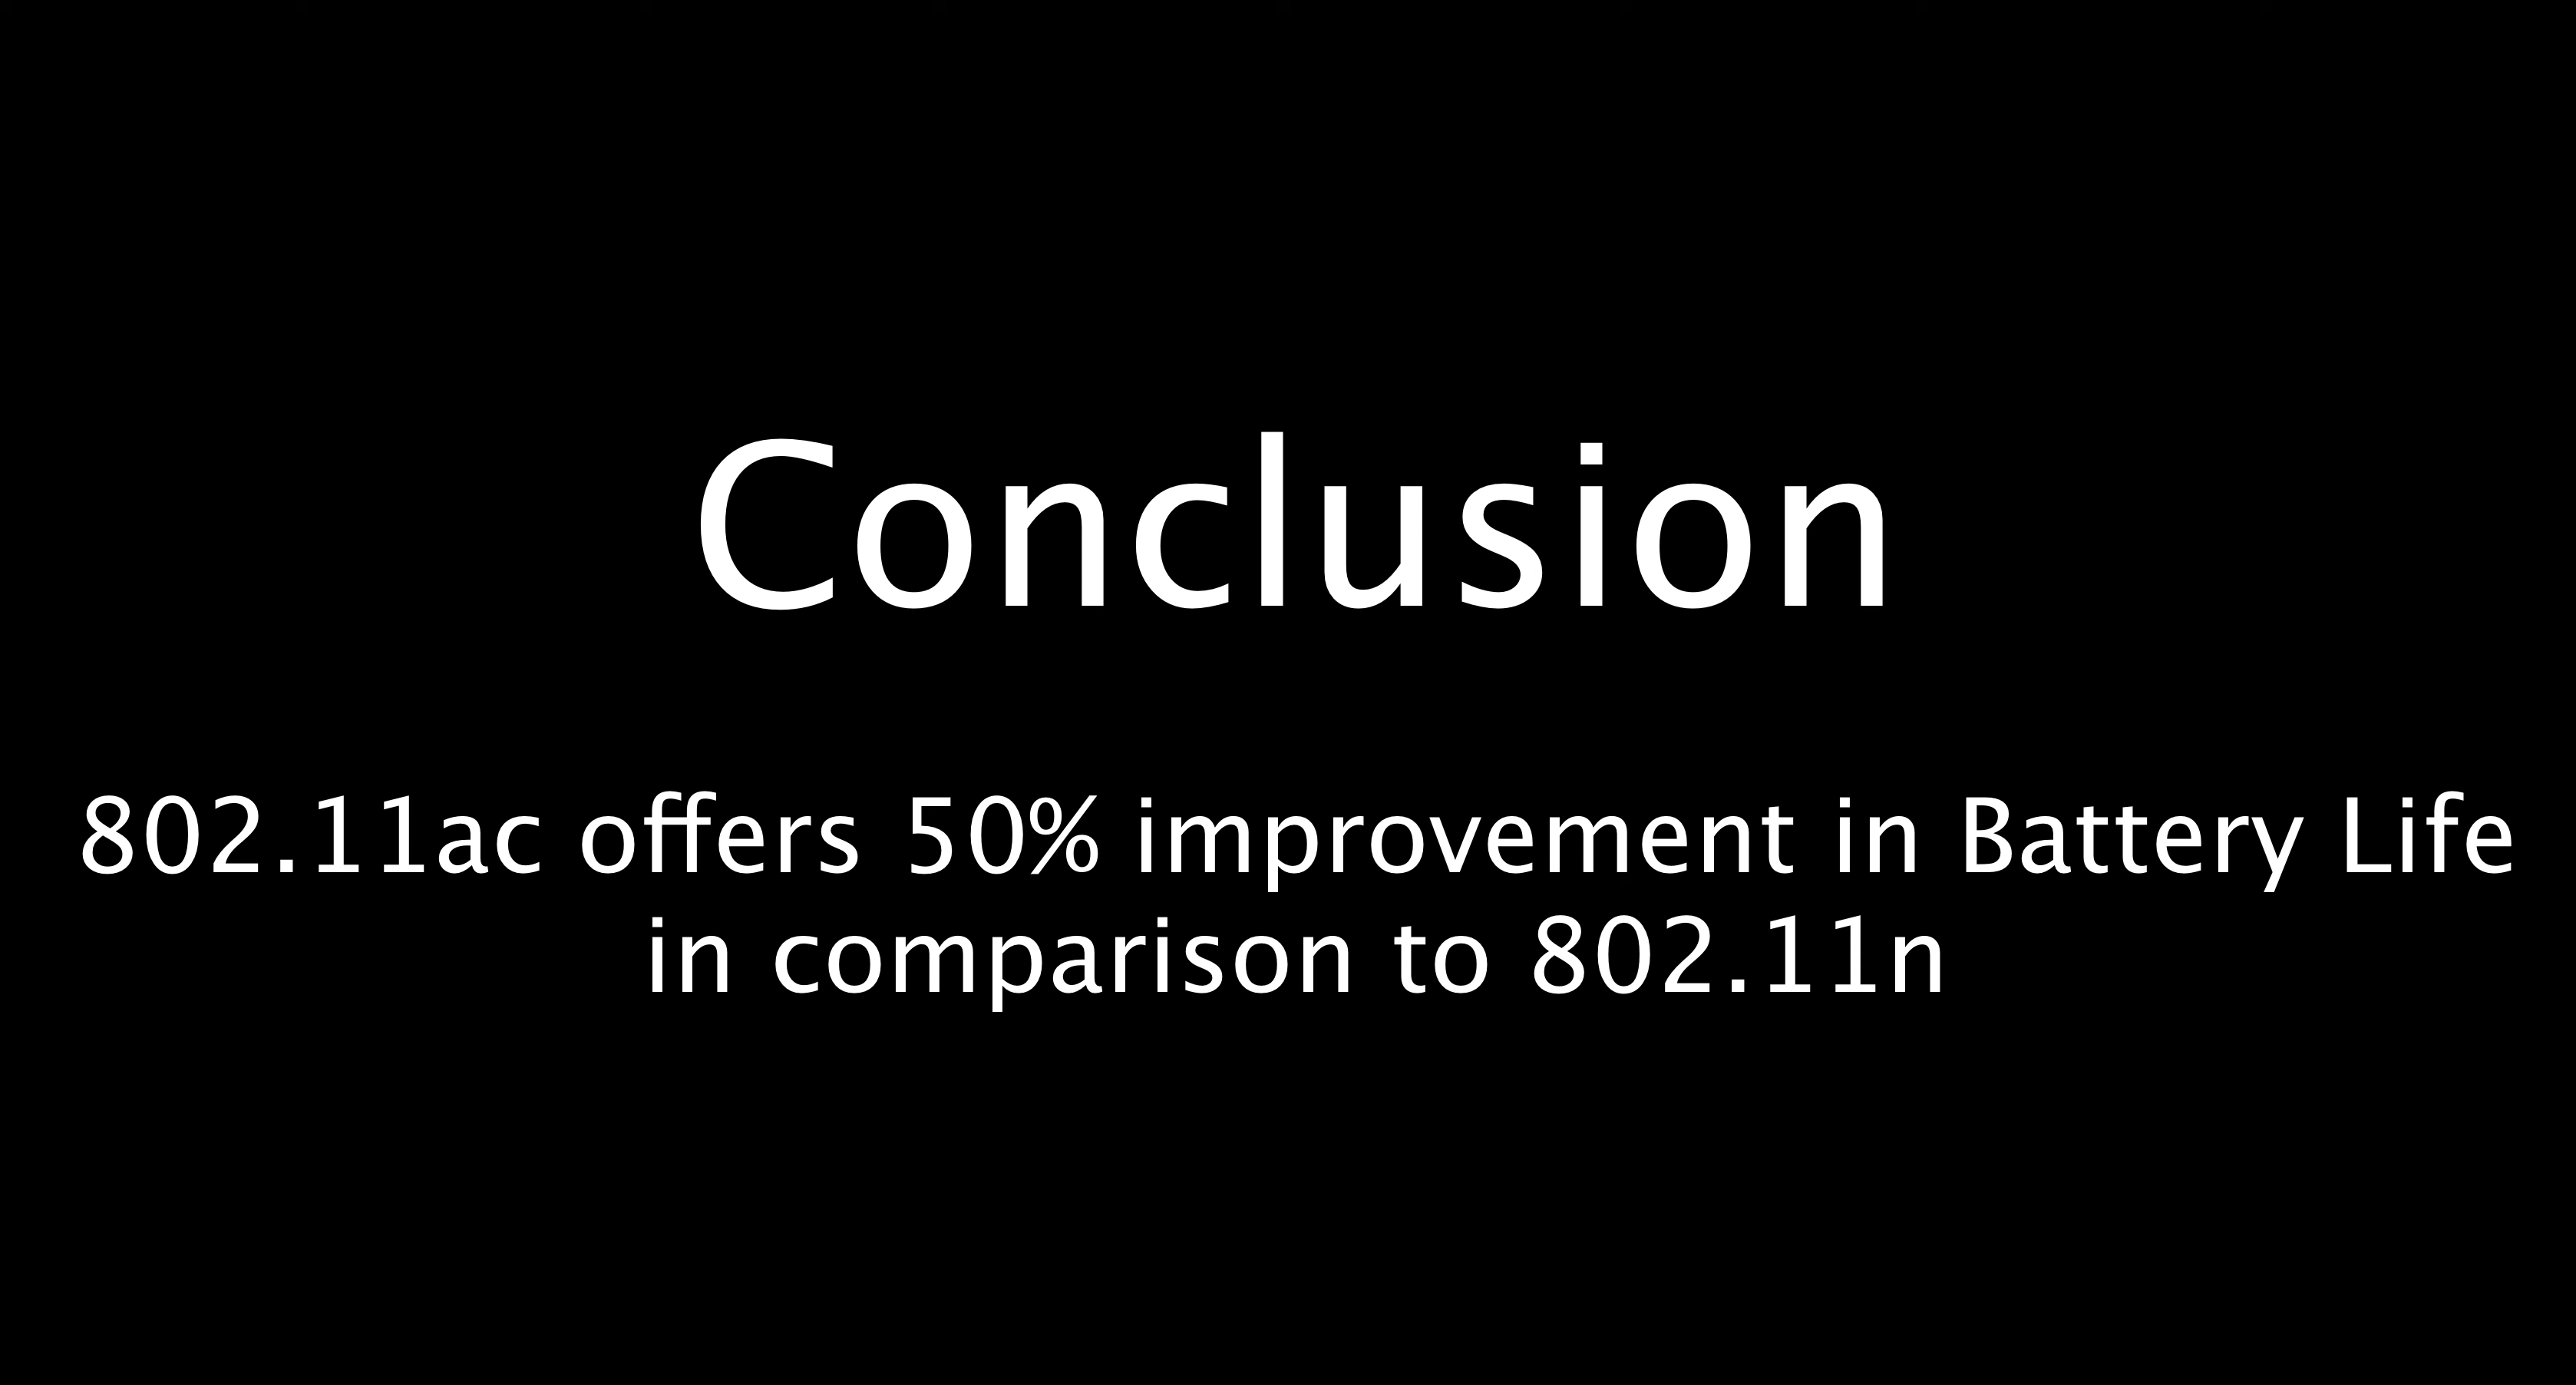 Conclusion
802.11ac offers 50% improvement in Battery Life
in comparison to 802.11n